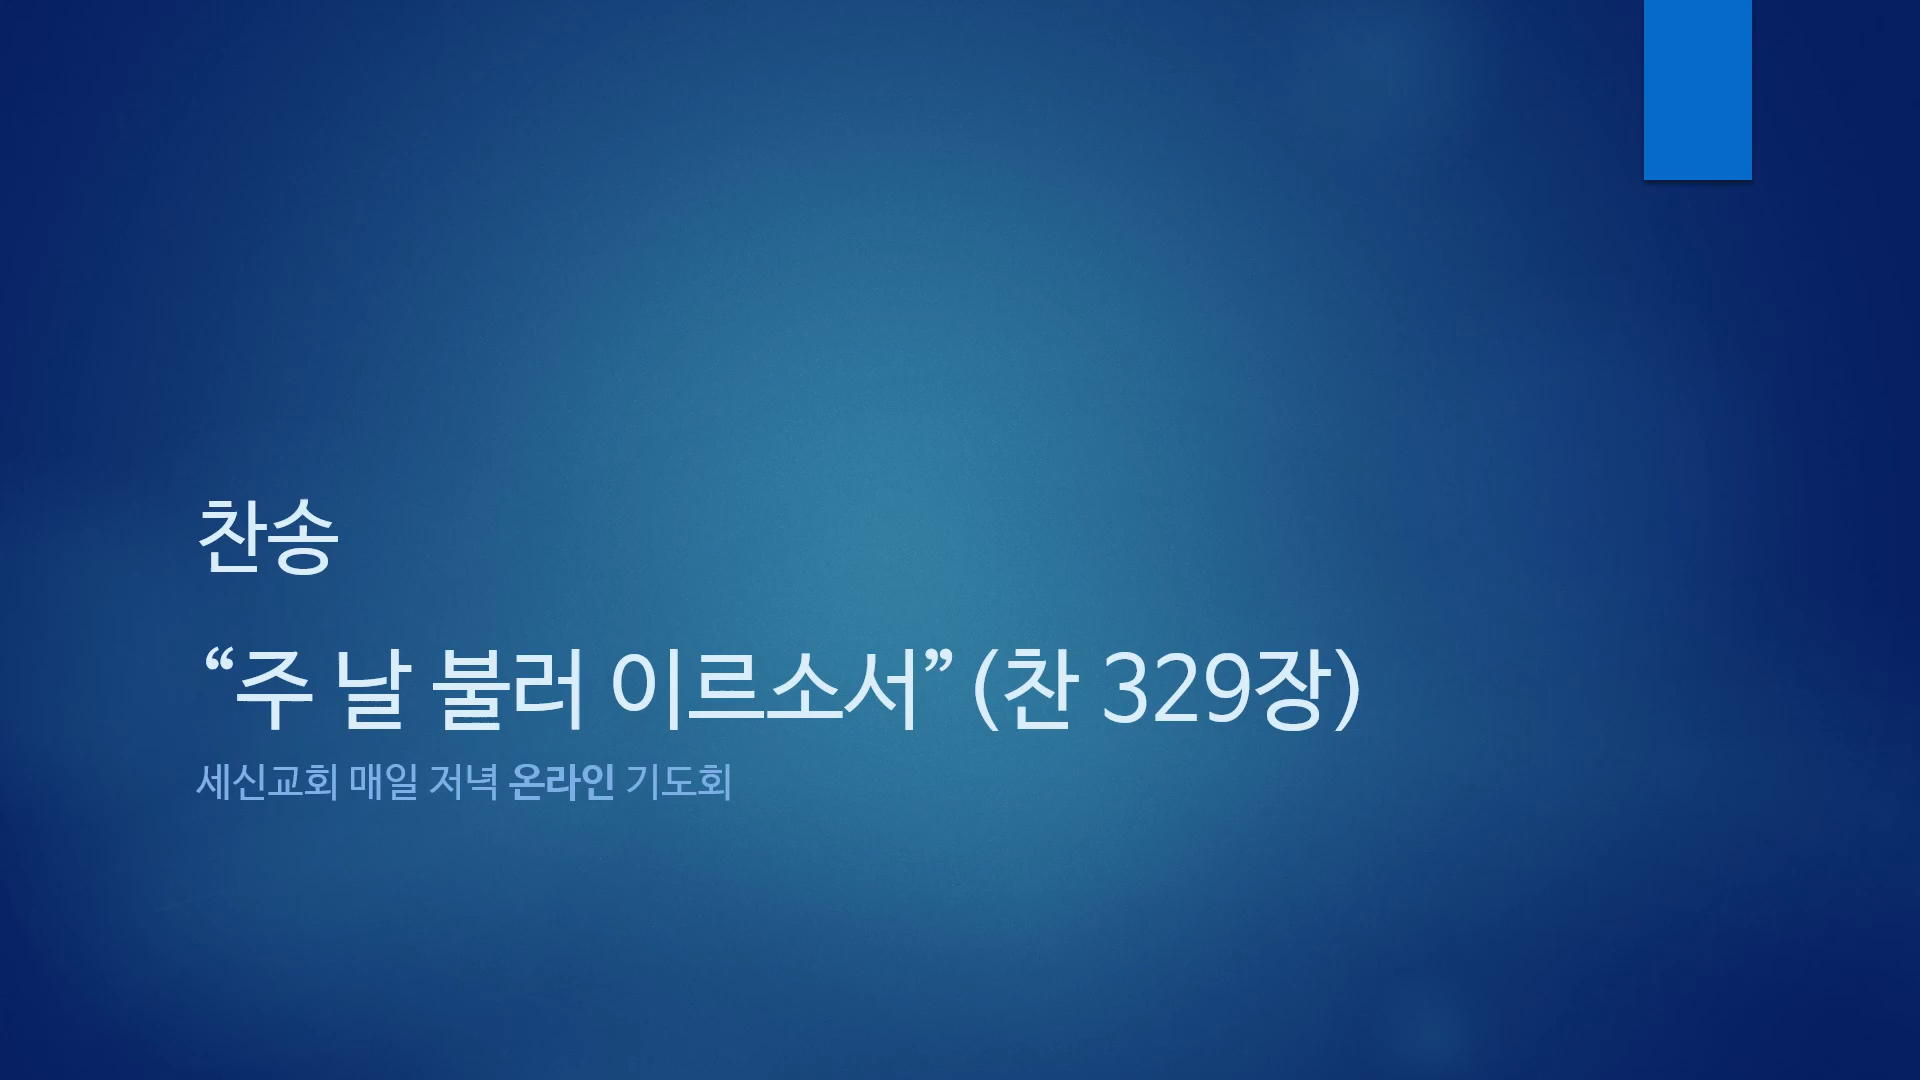 찬송
“주 날 불러 이르소서” (찬 329장)
세신교회 매일 저녁 온라인 기도회